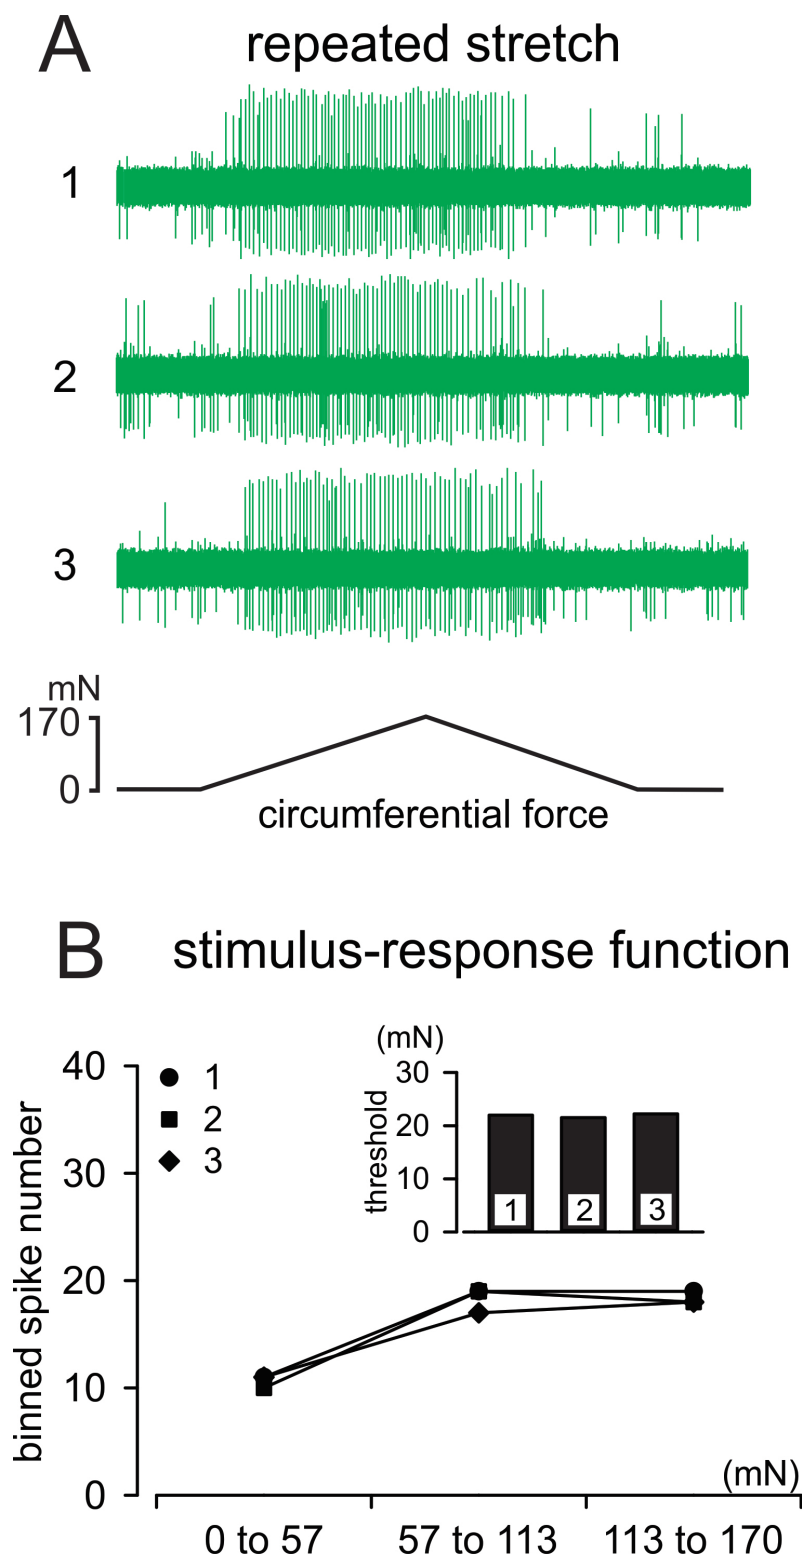 A
repeated stretch
1
2
3
mN
170
0
circumferential force
B
stimulus-response function
binned spike number
40
30
20
10
0
1
2
3
(mN)
threshold
30
20
10
0
1 2 3
(mN)
0 to 57 57 to 113 113 to 170